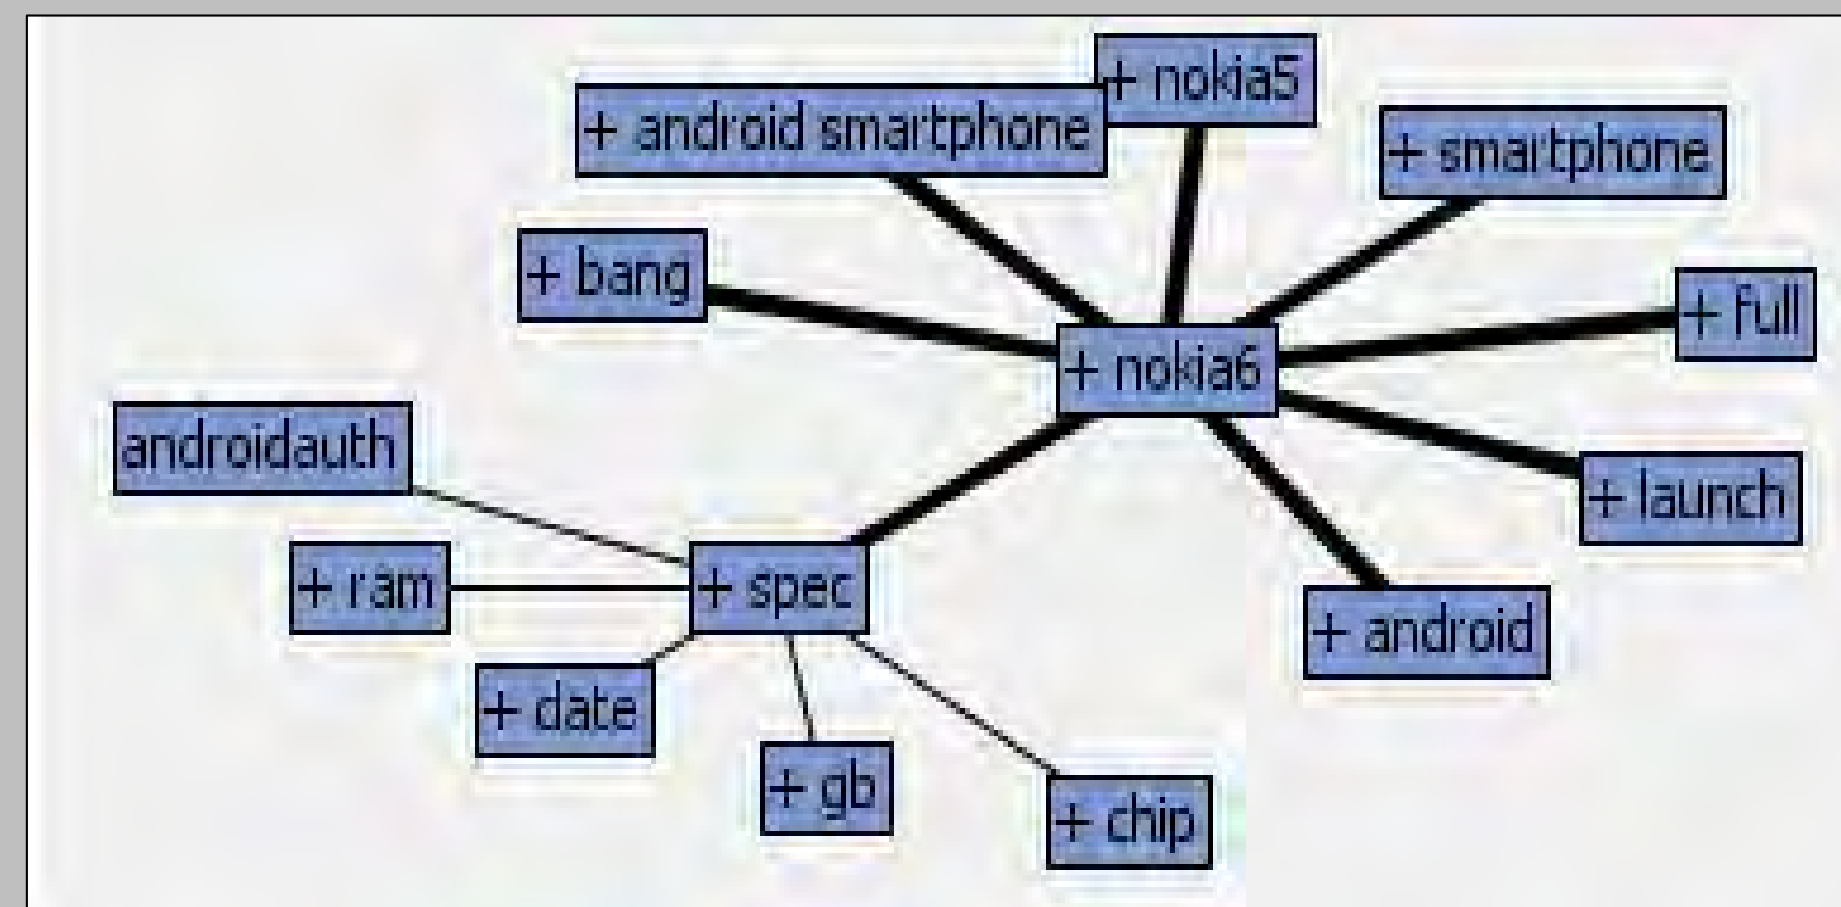 + nokia5
+ android smartphone
+ smartphone
+ bang
+ full
+ nokia6
androidauth
+ launch
+ ram
+ spec
+ android
+ date
+ gb
+ chip